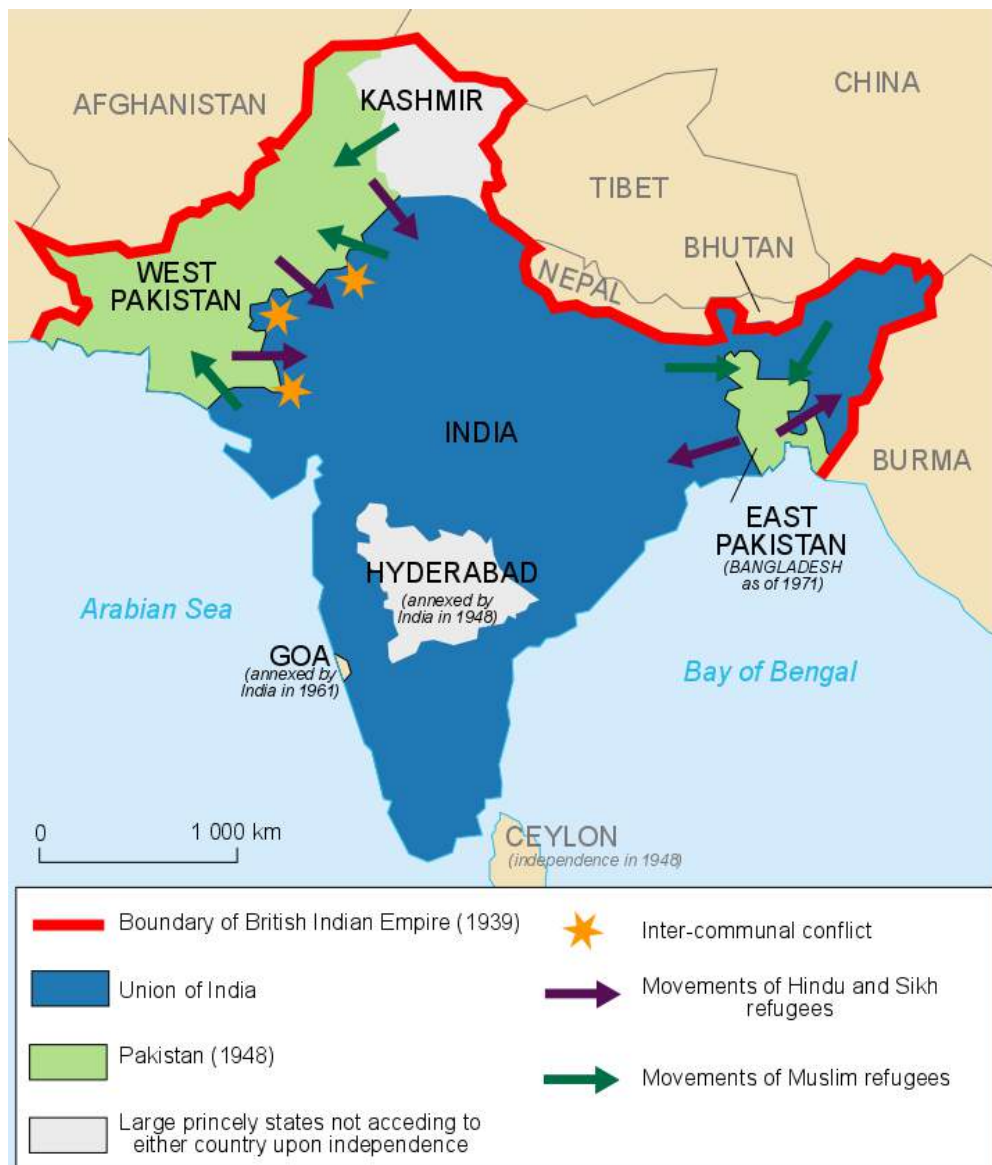 CHINA
AFGHANISTAN
KASHMIR
TIBET
BHUTAN
NEPAL
WEST
PAKISTAN
INDIA
BURMA
EAST
PAKISTAN
(BANGLADESH
as of 1971)
HYDERABAD
(annexed by
India in 1948)
Arabian Sea
GOA
(annexed by
India in 1961)
Bay of Bengal
0 1 000 km
CEYLON
(independence in 1948)
Boundary of British Indian Empire (1939)
Union of India
Pakistan (1948)
Large princely states not acceding to
either country upon independence
Inter-communal conflict
Movements of Hindu and Sikh
refugees
Movements of Muslim refugees